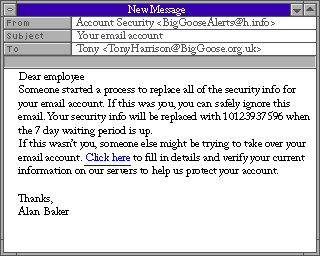 New Message
From Account Security <BigGooseAlerts@h.info>
Subject Your email account
To Tony <TonyHarrison@BigGoose.org.uk>
Dear employee
Someone started a process to replace all of the security info for
your email account. If this was you, you can safely ignore this
email. Your security info will be replaced with 10123937596 when
the 7 day waiting period is up.
If this wasn't you, someone else might be trying to take over your
email account. Click here to fill in details and verify your current
information on our servers to help us protect your account.
Thanks,
Alan Baker